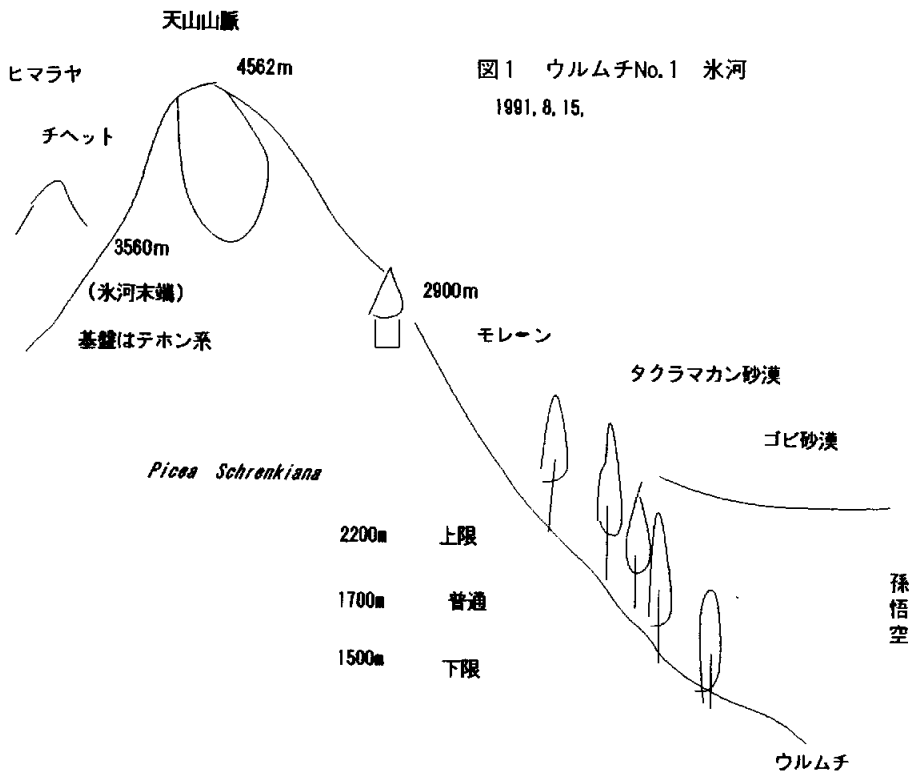 天山山脈
ヒマラヤ
4562m
図1 ウルムチNo.1 氷河
1991.8.15,
チヘット
3560m
(氷河末端)
基盤はテホン系
2900m
モレーン
タクラマカン砂漠
ゴビ砂漠
Picea Schrenkiana
2200m 上限
1700m 普通
1500m 下限
孫
悟
空
ウルムチ